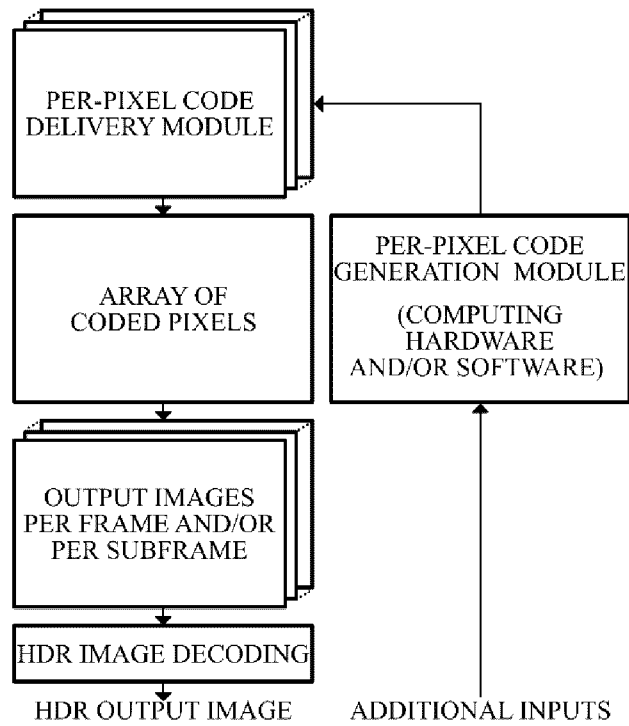 PER-PIXEL CODE
DELIVERY MODULE
ARRAY OF
CODED PIXELS
PER-PIXEL CODE
GENERATION MODULE
(COMPUTING
HARDWARE
AND/OR SOFTWARE)
OUTPUT IMAGES
PER FRAME AND/OR
PER SUBFRAME
HDR IMAGE DECODING
HDR OUTPUT IMAGE
ADDITIONAL INPUTS